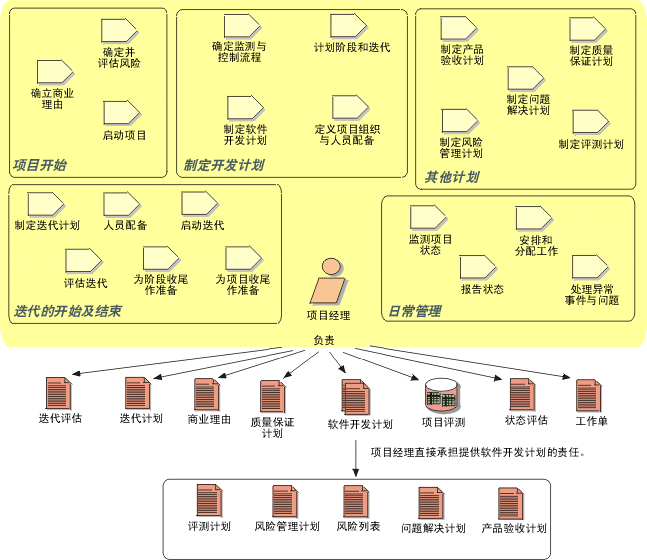 确定并
评估风险
确立商业
理由
启动项目
项目开始
确定监测与
控制流程
计划阶段和迭代
制定软件
开发计划
定义项目组织
与人员配备
制定开发计划
制定产品
验收计划
制定质量
保证计划
制定问题
解决计划
制定风险
管理计划
制定评测计划
其他计划
制定迭代计划
人员配备
启动迭代
评估迭代
为阶段收尾
作准备
为项目收尾
作准备
迭代的开始及结束
项目经理
监测项目
状态
安排和
分配工作
报告状态
处理异常
事件与问题
日常管理
负责
迭代评估
迭代计划
商业理由
质量保证
计划
软件开发计划
项目评测
状态评估
工作单
项目经理直接承担提供软件开发计划的责任。
评测计划
风险管理计划
风险列表
问题解决计划
产品验收计划